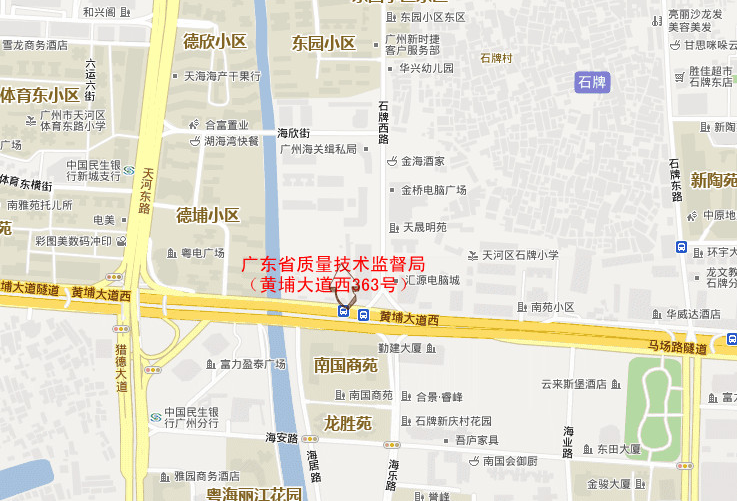 和兴阁
东园小区东区
亮丽沙龙发
美容美发
雪龙商务酒店
德欣小区
东园小区
广州新时捷
客户服务部
石牌村
甘思咪哚云
六运六街
天海海产干果行
华兴幼儿园
石牌
胜佳超市
石牌东店
体育东小区
广州市天河区
体育东路小学
合富置业
海欣街
石牌西路
新陶
广场
湖海湾快餐
广州海关缉私局
金海酒家
中国民生银
行新城支行
天河东路
石牌东路
新陶苑
体育东横街
金桥电脑广场
南雅苑托儿所
电美
德埔小区
天晟明苑
中原地
苑
彩图美数码冲印
粤电广场
天河区石牌小学
环宇大
广东省质量技术监督局
（黄埔大道西363号）
汇源电脑城
龙文教
石牌分
埔大道隧道
黄埔大道西
南苑小区
华威达酒店
黄埔大道西
猎德大道
勤建大厦
马场路隧道
富力盈泰广场
南国商苑
云来斯堡酒店
南国商苑
合景·睿峰
富力
中国民生银
行广州分行
龙胜苑
石牌新庆村花园
海安路
海居路
海乐路
吾庐家具
海业路
东田大厦
雅园商务酒店
南国会御厨
粤海丽江花园
誉峰
金骏大厦